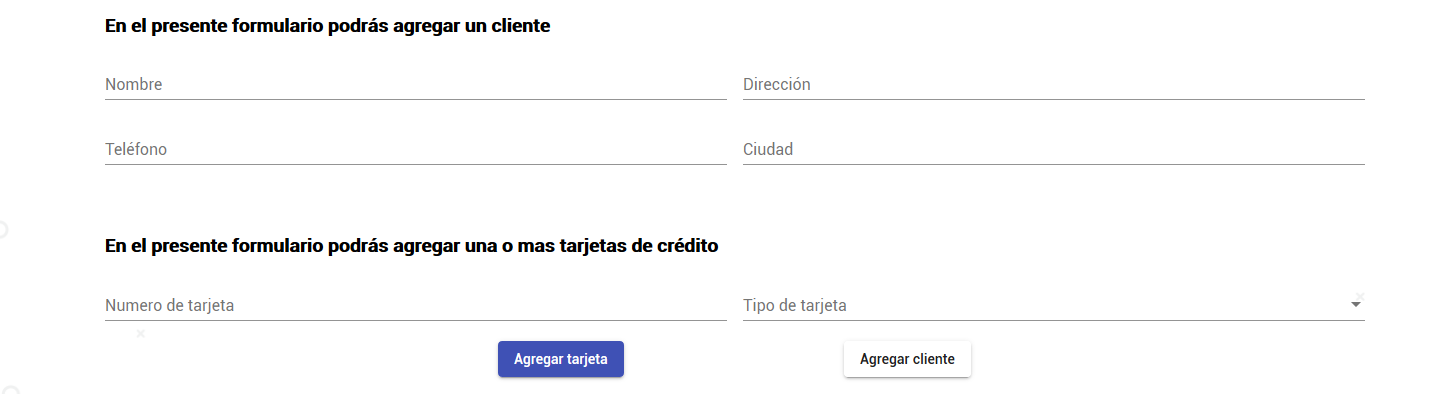 En el presente formulario podrás agregar un cliente
Nombre
Dirección
Teléfono
Ciudad
En el presente formulario podrás agregar una o mas tarjetas de crédito
Numero de tarjeta
Tipo de tarjeta
Agregar tarjeta
Agregar cliente